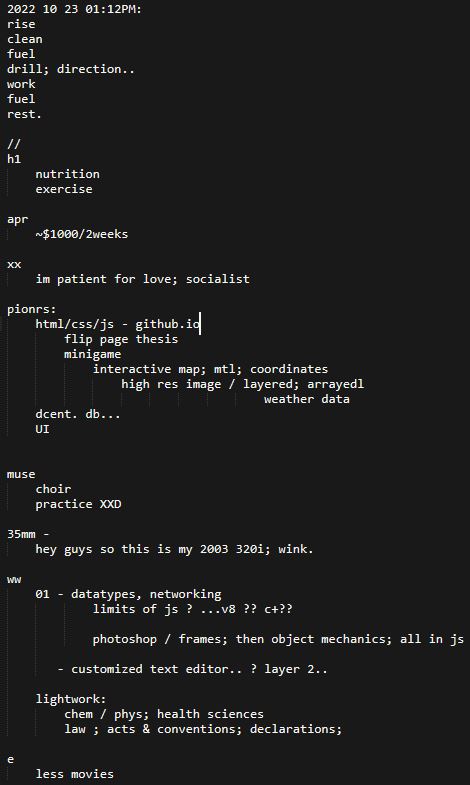 2022 10 23 01:12PM:
rise
clean
fuel
drill; direction..
work
fuel
rest.
//
h1
nutrition
exercise
apr
~$1000/2weeks
xx
im patient for love; socialist
pionrs:
html/css/js - github.io
flip page thesis
minigame
interactive map; mtl; coordinates
high res image / layered; arrayedl
weather data
dcent. db...
UI
muse
choir
practice XXD
35mm -
hey guys so this is my 2003 320i; wink.
ww
01 - datatypes, networking
limits of js ? ...v8 ?? c+??
photoshop / frames; then object mechanics; all in js
- customized text editor.. ? layer 2..
lightwork:
chem / phys; health sciences
law ; acts & conventions; declarations;
e
less movies